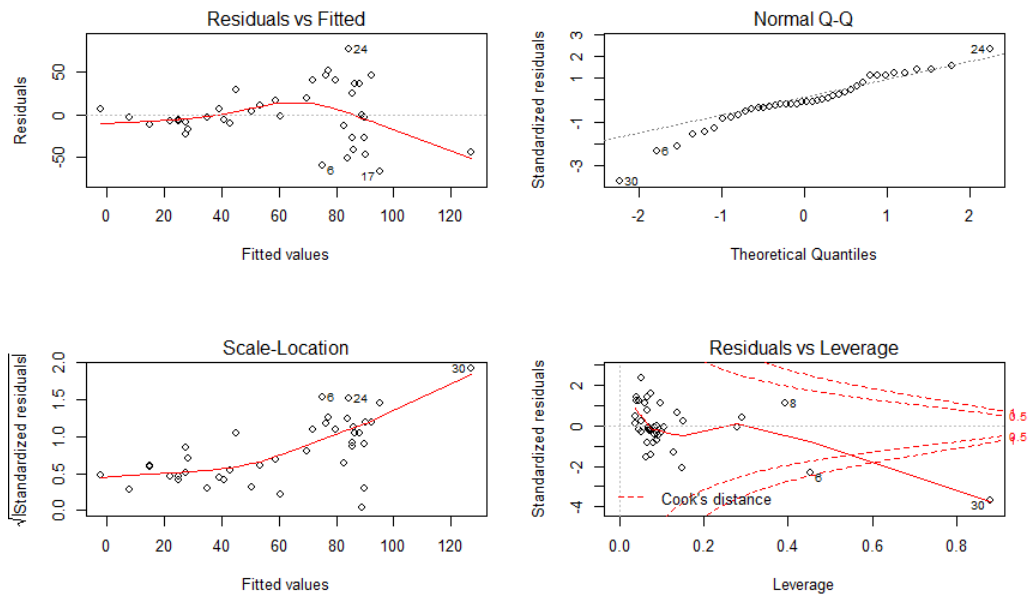 Residuals vs Fitted
Residuals
50
0
-50
24
6
17
0 20 40 60 80 100 120
Fitted values
Normal Q-Q
Standardized residuals
3
1
-1
-3
24
6
30
-2 -1 0 1 2
Theoretical Quantiles
Scale-Location
√|Standardized residuals|
2.0
1.5
1.0
0.5
0.0
6
24
30
0 20 40 60 80 100 120
Fitted values
Residuals vs Leverage
Standardized residuals
2
0
-2
-4
8
6
30
1
0.5
0.5
1
Cook's distance
0.0 0.2 0.4 0.6 0.8
Leverage